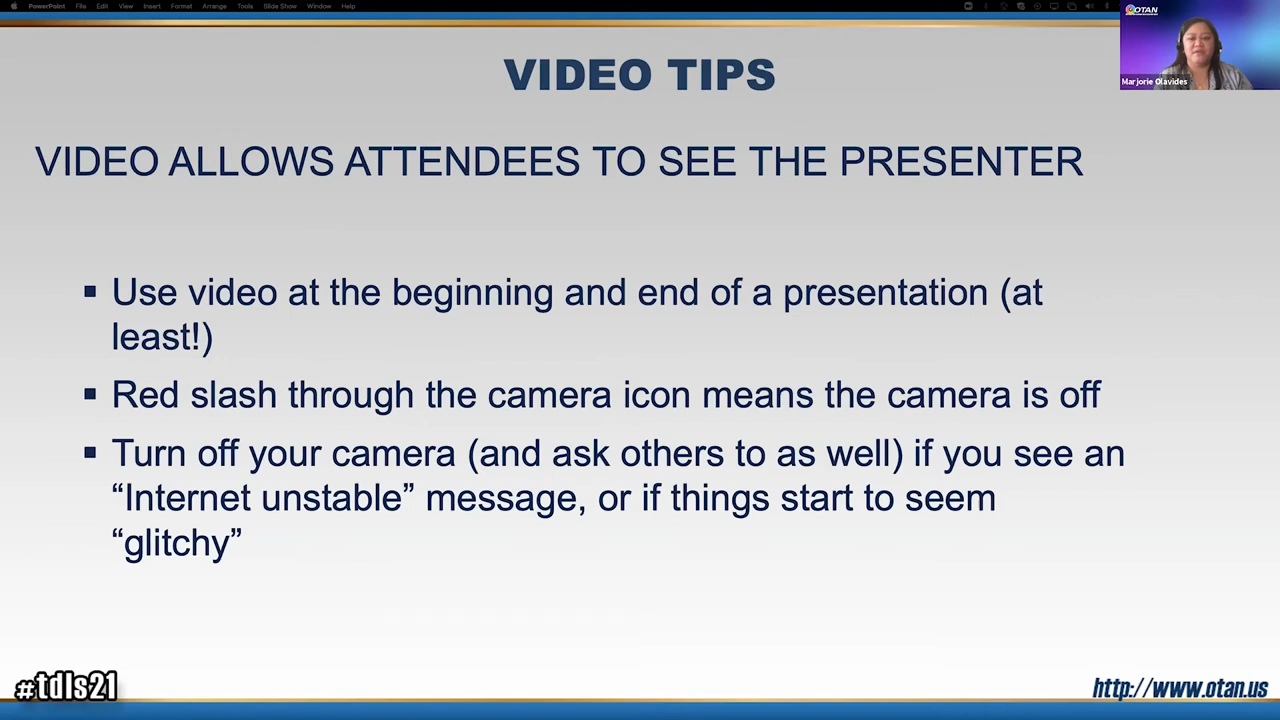 PowerPoint File Edit View Insert Format Arrange Tools Slide Show Window Help
OTAN
Marjorie Olavides
VIDEO TIPS
VIDEO ALLOWS ATTENDEES TO SEE THE PRESENTER
▪ Use video at the beginning and end of a presentation (at
least!)
▪ Red slash through the camera icon means the camera is off
▪ Turn off your camera (and ask others to as well) if you see an
“Internet unstable” message, or if things start to seem
“glitchy”
#tdls21
http://www.otan.us